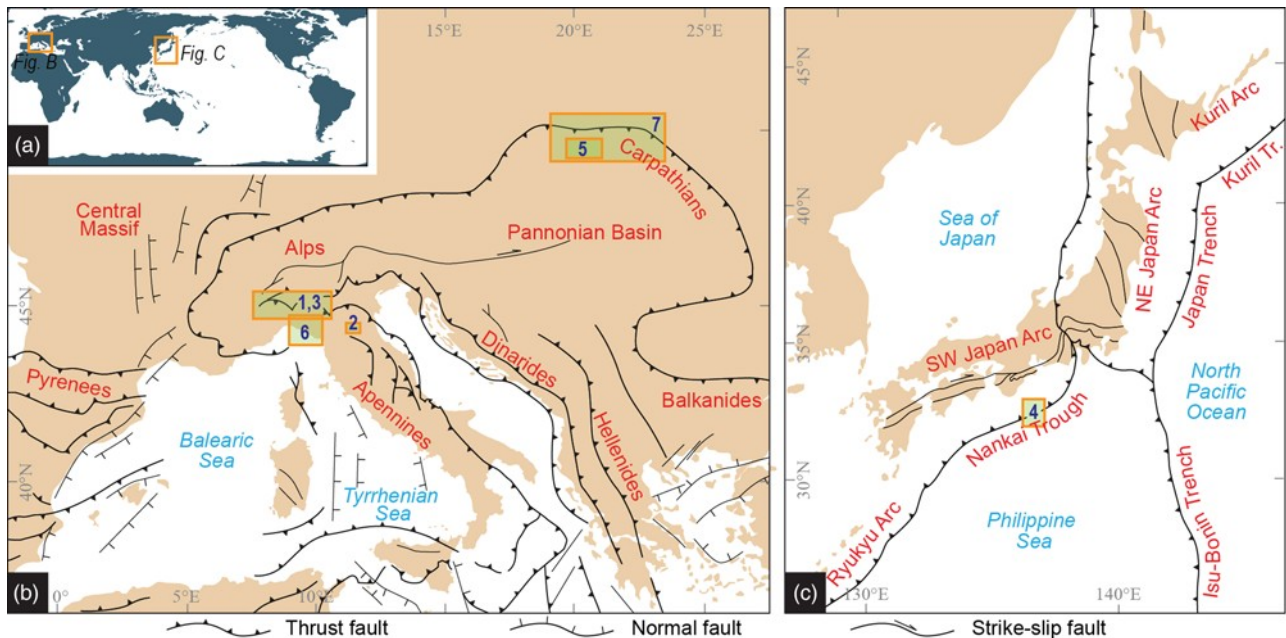 Fig. B
Fig. C
(a)
15°E
20°E
25°E
7
5
Carpathians
Central
Massif
Alps
Pannonian Basin
45°N
1,3
6
2
Pyrenees
Dinarides
Apennines
Balkanides
Hellenides
Balearic
Sea
Tyrrhenian
Sea
40°N
(b)
0°
5°E
10°E
45°N
Kuril Arc
Kuril Tr.
40°N
Sea of
Japan
NE Japan Arc
Japan Trench
35°N
SW Japan Arc
North
Pacific
Ocean
4
Nankai Trough
30°N
Philippine
Sea
Ryukyu Arc
Isu-Bonin Trench
(c)
130°E
140°E
Thrust fault
Normal fault
Strike-slip fault